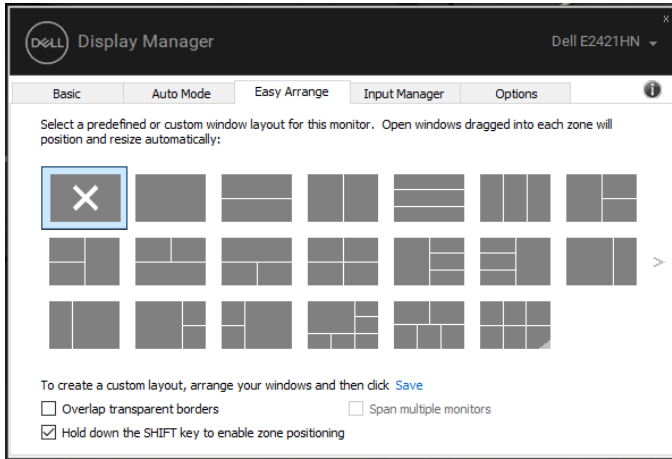 x
DELL Display Manager Dell E2421HN
Basic Auto Mode Easy Arrange Input Manager Options i
Select a predefined or custom window layout for this monitor. Open windows dragged into each zone will
position and resize automatically:
>
To create a custom layout, arrange your windows and then click Save
Overlap transparent borders Span multiple monitors
Hold down the SHIFT key to enable zone positioning